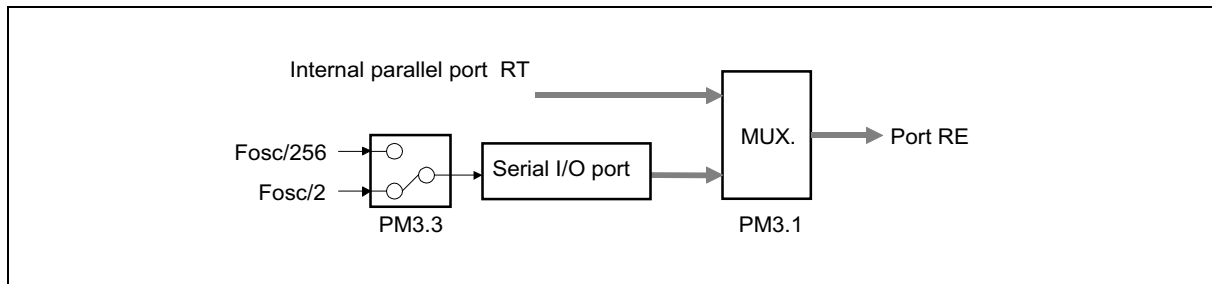 Internal parallel port  RT
MUX.
Port RE
Fosc/256
Serial I/O port
Fosc/2
PM3.3
PM3.1